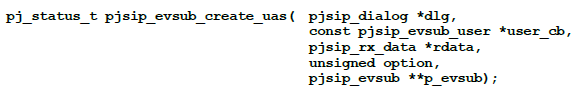 pj_status_t pjsip_evsub_create_uas( pjsip_dialog *dlg,
const pjsip_evsub_user *user_cb,
pjsip_rx_data *rdata,
unsigned option,
pjsip_evsub **p_evsub);